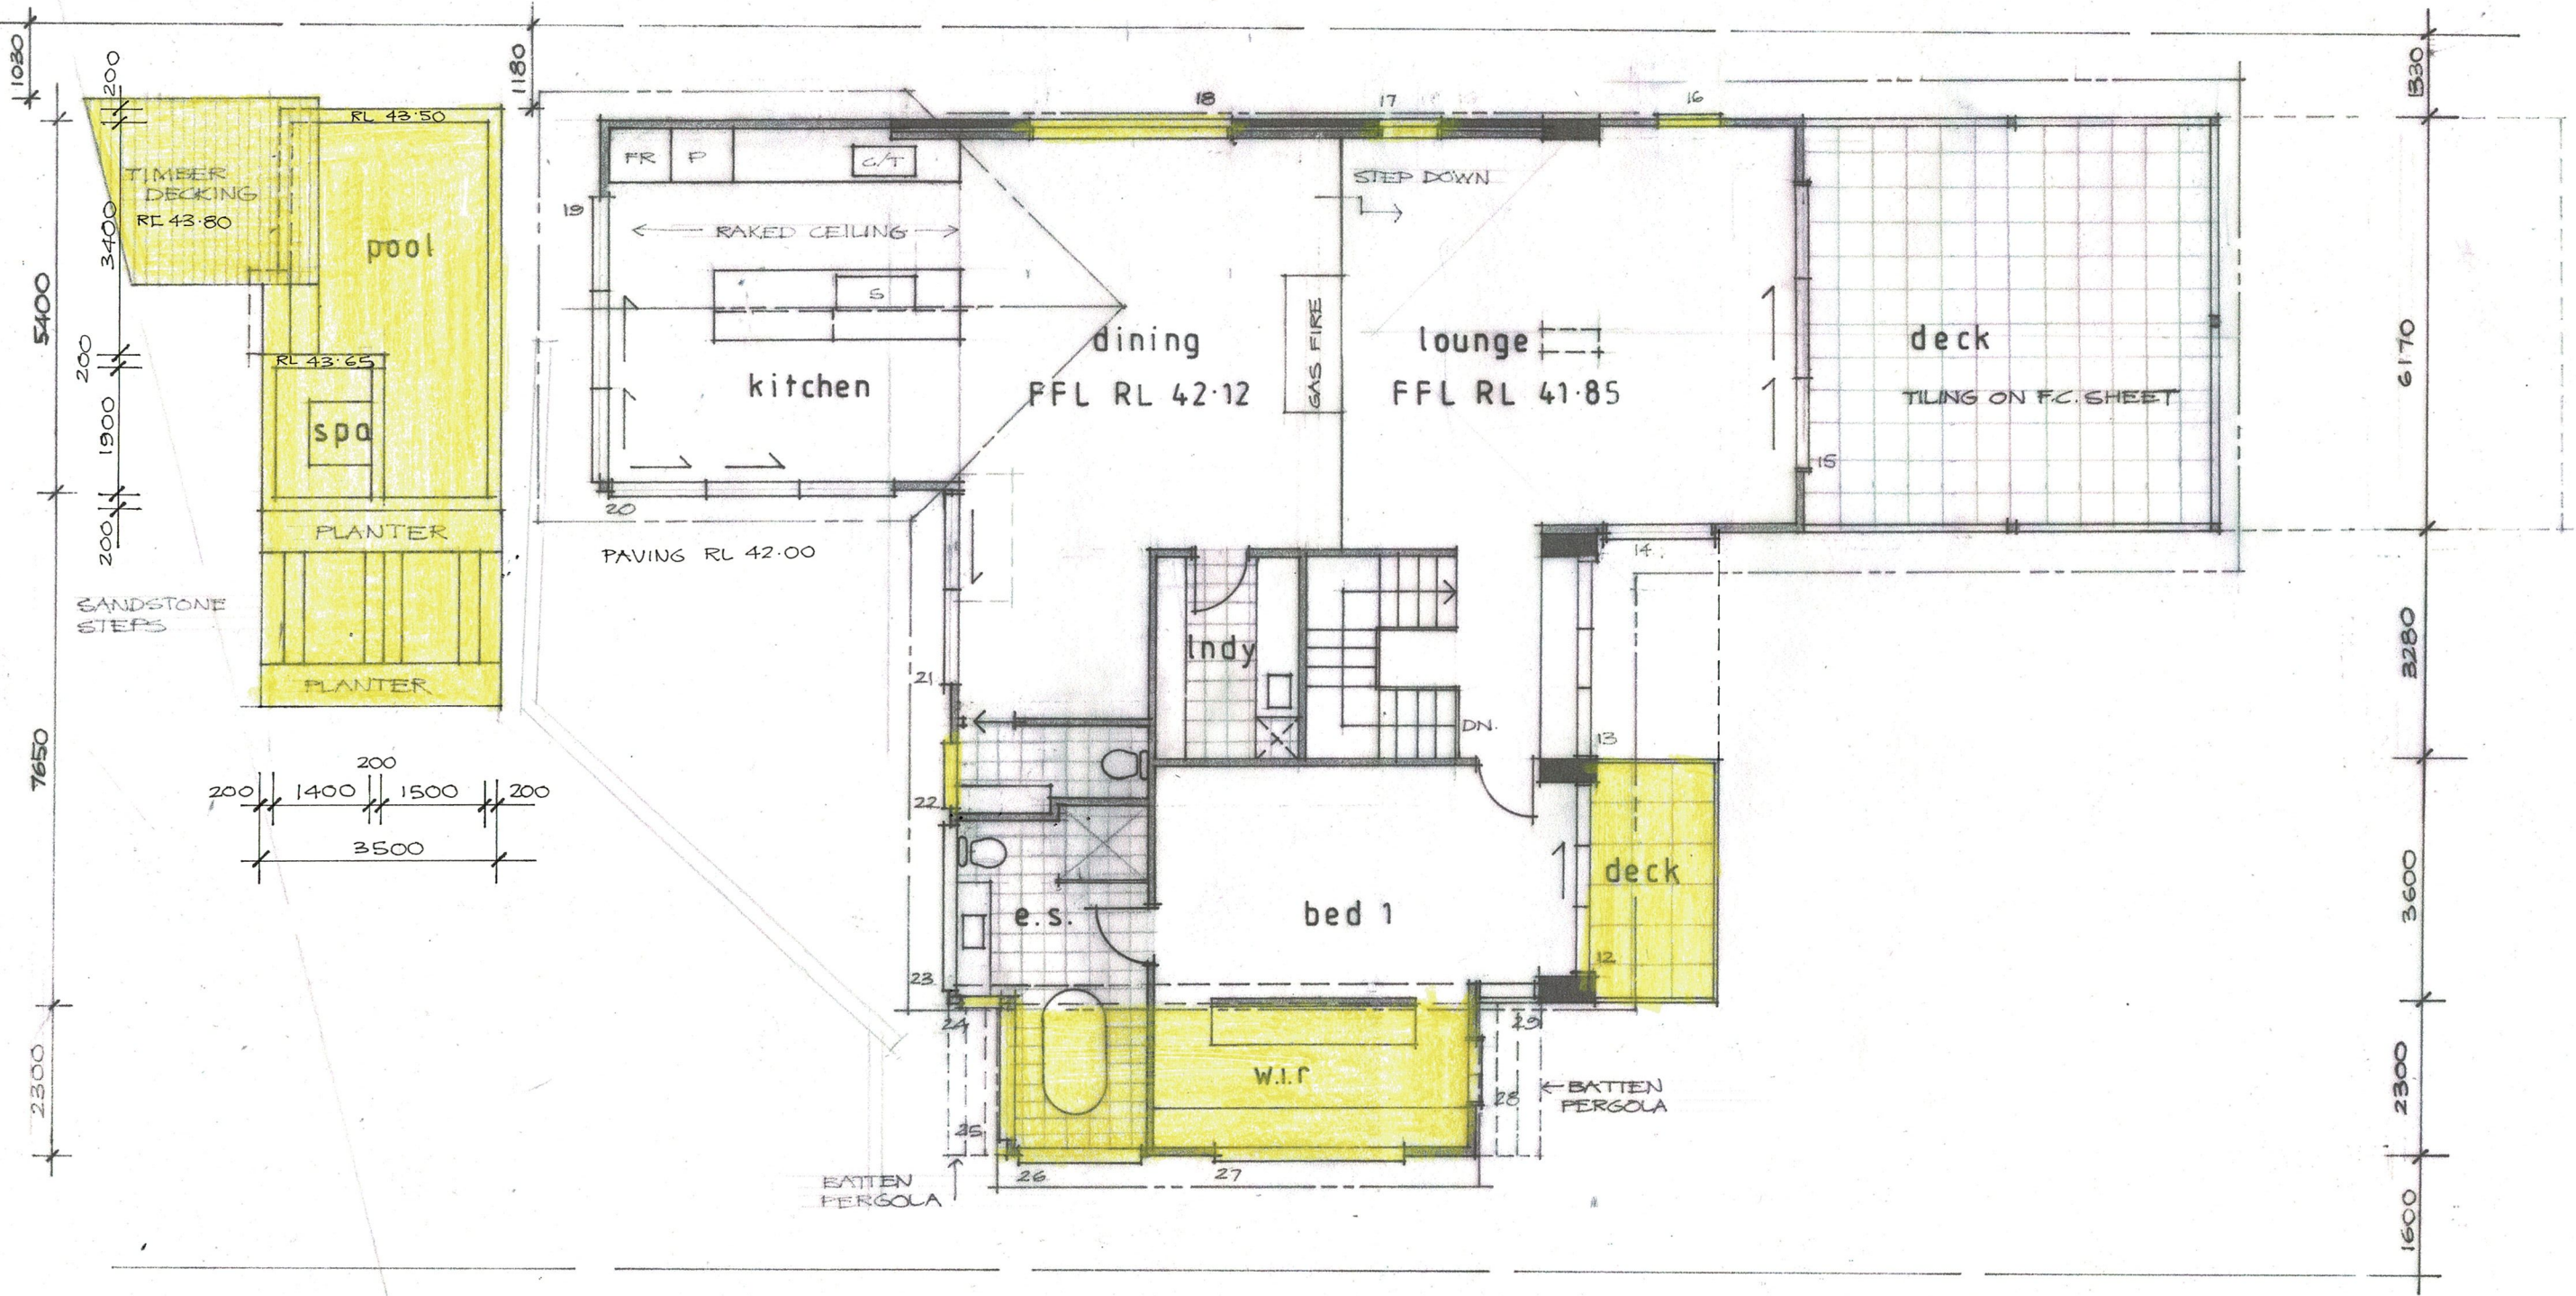 1030
200
1180
1330
RL 43·50
18
17
16
TIMBER
DECKING
RL 43·80
FR
P
C/T
STEP DOWN
19
3400
RAKED CEILING
pool
S
5400
GAS FIRE
dining
lounge
deck
6170
FFL RL 42·12
FFL RL 41·85
TILING ON F.C. SHEET
200
RL 43·65
kitchen
1900
spa
15
20
200
PLANTER
PAVING RL 42·00
14
SANDSTONE
STEPS
lndy
3280
21
PLANTER
DN.
13
7650
200
200
1400
1500
200
22
3500
deck
3600
e.s.
bed 1
12
23
24
29
2300
w.i.r
28
BATTEN
PERGOLA
2300
25
26
27
BATTEN
PERGOLA
1600